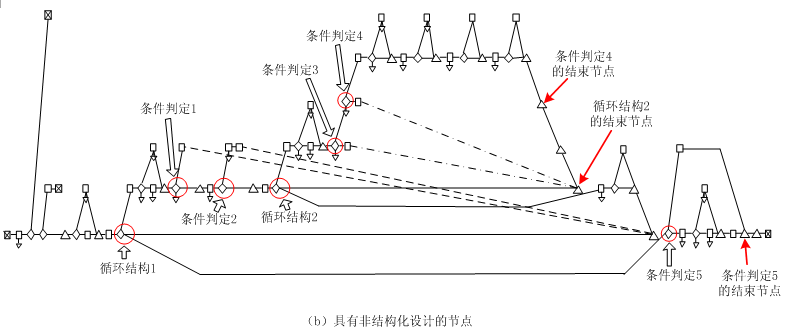 条件判定4
条件判定3
条件判定4
的结束节点
条件判定1
循环结构2
的结束节点
条件判定2
循环结构2
循环结构1
条件判定5
条件判定5
的结束节点
（b）具有非结构化设计的节点